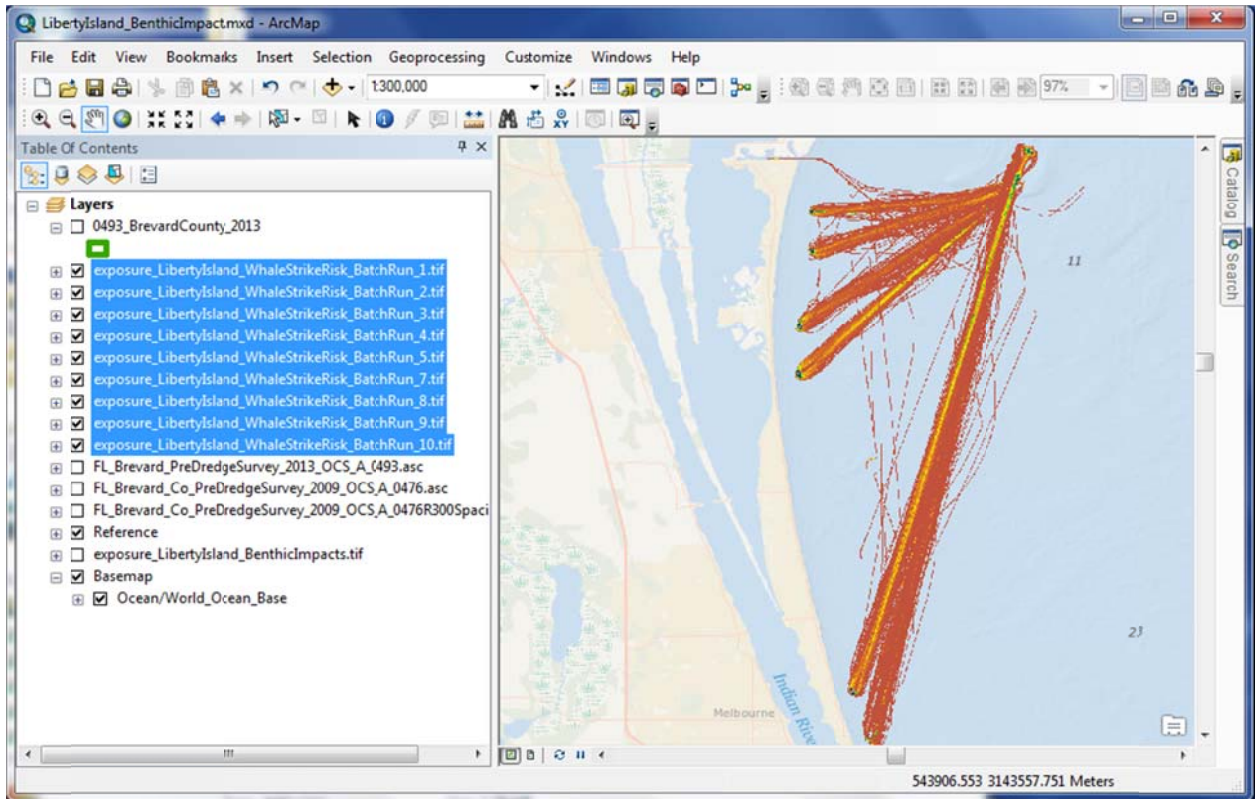 LibertyIsland_BenthicImpact.mxd - ArcMap
File Edit View Bookmarks Insert Selection Geoprocessing Customize Windows Help
1:300,000
97%
Table Of Contents
Layers
0493_BrevardCounty_2013
exposure_LibertyIsland_WhaleStrikeRisk_BatchRun_1.tif
exposure_LibertyIsland_WhaleStrikeRisk_BatchRun_2.tif
exposure_LibertyIsland_WhaleStrikeRisk_BatchRun_3.tif
exposure_LibertyIsland_WhaleStrikeRisk_BatchRun_4.tif
exposure_LibertyIsland_WhaleStrikeRisk_BatchRun_5.tif
exposure_LibertyIsland_WhaleStrikeRisk_BatchRun_7.tif
exposure_LibertyIsland_WhaleStrikeRisk_BatchRun_8.tif
exposure_LibertyIsland_WhaleStrikeRisk_BatchRun_9.tif
exposure_LibertyIsland_WhaleStrikeRisk_BatchRun_10.tif
FL_Brevard_PreDredgeSurvey_2013_OCS_A_0493.asc
FL_Brevard_Co_PreDredgeSurvey_2009_OCS_A_0476.asc
FL_Brevard_Co_PreDredgeSurvey_2009_OCS_A_0476R300Spaci
Reference
exposure_LibertyIsland_BenthicImpacts.tif
Basemap
Ocean/World_Ocean_Base
11
23
Melbourne
Indian River
Catalog
Search
543906.553 3143557.751 Meters